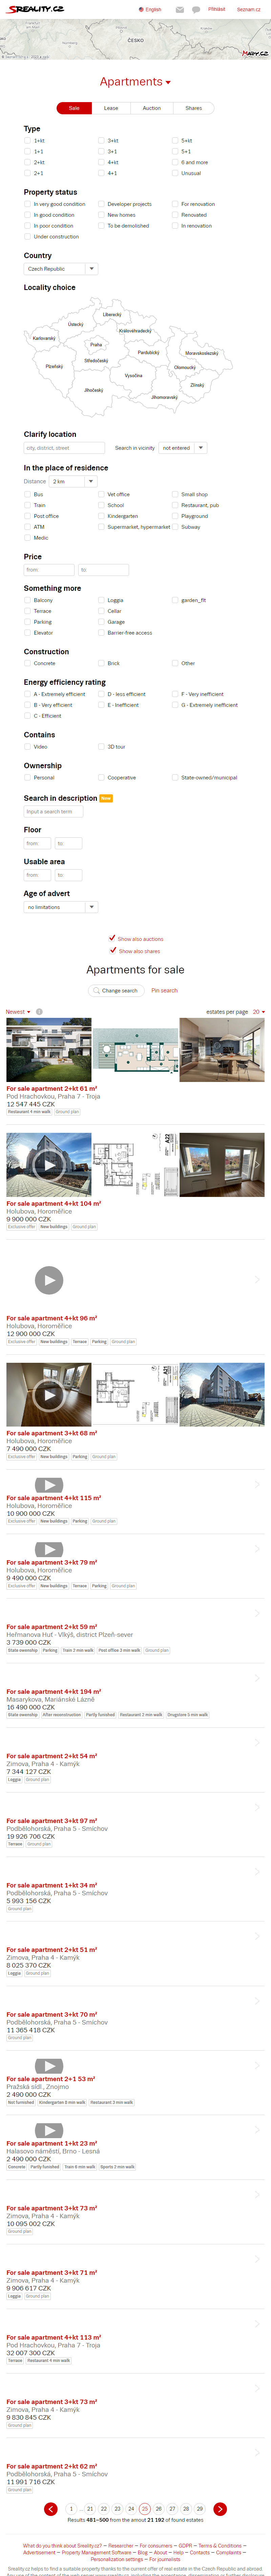 SREALITY.CZ
English
Přihlásit
Seznam.cz
ČESKO
MAPY.CZ
Apartments
Sale Lease Auction Shares
Type
1+kt 3+kt 5+kt
1+1 3+1 5+1
2+kt 4+kt 6 and more
2+1 4+1 Unusual
Property status
In very good condition Developer projects For renovation
In good condition New homes Renovated
In poor condition To be demolished In renovation
Under construction
Country
Czech Republic
Locality choice
Liberecký
Ústecký
Královéhradecký
Karlovarský
Praha
Pardubický
Moravskoslezský
Středočeský
Plzeňský
Olomoucký
Vysočina
Zlínský
Jihočeský
Jihomoravský
Clarify location
city, district, street Search in vicinity not entered
In the place of residence
Distance 2 km
Bus Vet office Small shop
Train School Restaurant, pub
Post office Kindergarten Playground
ATM Supermarket, hypermarket Subway
Medic
Price
from to
Something more
Balcony Loggia garden_flt
Terrace Cellar
Parking Garage
Elevator Barrier-free access
Construction
Concrete Brick Other
Energy efficiency rating
A - Extremely efficient D - less efficient F - Very inefficient
B - Very efficient E - Inefficient G - Extremely inefficient
C - Efficient
Contains
Video 3D tour
Ownership
Personal Cooperative State-owned/municipal
Search in description New
Input a search term
Floor
from to
Usable area
from to
Age of advert
no limitations
Show also auctions
Show also shares
Apartments for sale
Change search Pin search
Newest estates per page 20
For sale apartment 2+kt 61 m²
Pod Hrachovkou, Praha 7 - Troja
12 547 445 CZK
Restaurant 4 min walk Ground plan
For sale apartment 4+kt 104 m²
Holubova, Horoměřice
9 900 000 CZK
Exclusive offer New buildings Ground plan
For sale apartment 4+kt 96 m²
Holubova, Horoměřice
12 900 000 CZK
Exclusive offer New buildings Terrace Parking Ground plan
For sale apartment 3+kt 68 m²
Holubova, Horoměřice
7 490 000 CZK
Exclusive offer New buildings Parking Ground plan
For sale apartment 4+kt 115 m²
Holubova, Horoměřice
10 900 000 CZK
Exclusive offer New buildings Parking Ground plan
For sale apartment 3+kt 79 m²
Holubova, Horoměřice
9 490 000 CZK
Exclusive offer New buildings Terrace Parking Ground plan
For sale apartment 2+kt 59 m²
Heřmanova Huť - Vlkýš, district Plzeň-sever
3 739 000 CZK
State ownership Parking Train 2 min walk Post office 3 min walk Ground plan
For sale apartment 4+kt 194 m²
Masarykova, Mariánské Lázně
16 490 000 CZK
State ownership After reconstruction Partly furnished Restaurant 2 min walk Drugstore 5 min walk
For sale apartment 2+kt 54 m²
Zimova, Praha 4 - Kamýk
7 344 127 CZK
Loggia Ground plan
For sale apartment 3+kt 97 m²
Podbělohorská, Praha 5 - Smíchov
19 926 706 CZK
Terrace Ground plan
For sale apartment 1+kt 34 m²
Podbělohorská, Praha 5 - Smíchov
5 993 156 CZK
Ground plan
For sale apartment 2+kt 51 m²
Zimova, Praha 4 - Kamýk
8 025 370 CZK
Loggia Ground plan
For sale apartment 3+kt 70 m²
Podbělohorská, Praha 5 - Smíchov
11 365 418 CZK
Ground plan
For sale apartment 2+1 53 m²
Pražská sídl., Znojmo
2 490 000 CZK
Not furnished Kindergarten 8 min walk Restaurant 3 min walk
For sale apartment 1+kt 23 m²
Halasovo náměstí, Brno - Lesná
2 490 000 CZK
Concrete Partly furnished Train 8 min walk Sports 2 min walk
For sale apartment 3+kt 73 m²
Zimova, Praha 4 - Kamýk
10 095 002 CZK
Ground plan
For sale apartment 3+kt 71 m²
Zimova, Praha 4 - Kamýk
9 906 617 CZK
Loggia Ground plan
For sale apartment 4+kt 113 m²
Pod Hrachovkou, Praha 7 - Troja
32 007 300 CZK
Terrace Restaurant 4 min walk
For sale apartment 3+kt 73 m²
Zimova, Praha 4 - Kamýk
9 830 845 CZK
Ground plan
For sale apartment 2+kt 62 m²
Podbělohorská, Praha 5 - Smíchov
11 991 716 CZK
Ground plan
1 ... 21 22 23 24 25 26 27 28 29
Results 481–500 from the amout 21 192 of found estates
What do you think about Sreality.cz? – Researcher – For consumers – GDPR – Terms & Conditions –
Advertisement – Property Management Software – Blog – About – Help – Contacts – Complaints –
Personalization settings – For journalists
Sreality.cz helps to find a suitable property thanks to the current offer of real estate in the Czech Republic and abroad.